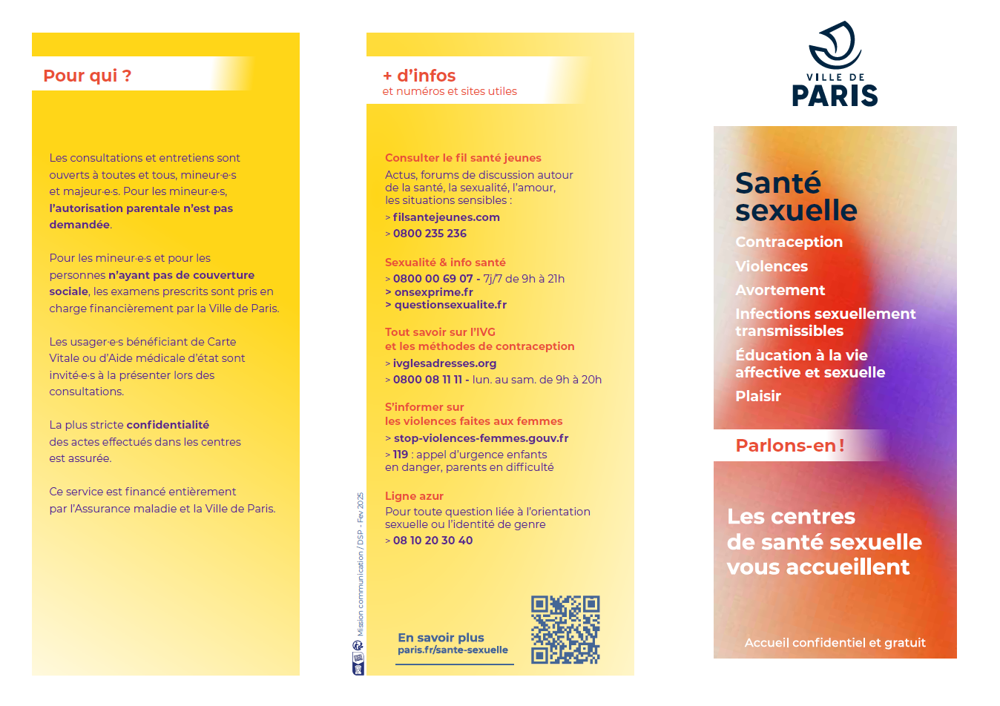 Pour qui ?
Les consultations et entretiens sont
ouverts à toutes et tous, mineur·e·s
et majeur·e·s. Pour les mineur·e·s,
l'autorisation parentale n'est pas
demandée.
Pour les mineur·e·s et pour les
personnes n'ayant pas de couverture
sociale, les examens prescrits sont pris en
charge financièrement par la Ville de Paris.
Les usager·e·s bénéficiant de Carte
Vitale ou d'Aide médicale d'état sont
invité·e·s à la présenter lors des
consultations.
La plus stricte confidentialité
des actes effectués dans les centres
est assurée.
Ce service est financé entièrement
par l'Assurance maladie et la Ville de Paris.
+ d'infos
et numéros et sites utiles
Consulter le fil santé jeunes
Actus, forums de discussion autour
de la santé, la sexualité, l'amour,
les situations sensibles :
> filsantejeunes.com
> 0800 235 236
Sexualité & info santé
> 0800 00 69 07 - 7j/7 de 9h à 21h
> onsexprime.fr
> questionsexualite.fr
Tout savoir sur l'IVG
et les méthodes de contraception
> ivglesadresses.org
> 0800 08 11 11 - lun. au sam. de 9h à 20h
S'informer sur
les violences faites aux femmes
> stop-violences-femmes.gouv.fr
> 119 : appel d'urgence enfants
en danger, parents en difficulté
Ligne azur
Pour toute question liée à l'orientation
sexuelle ou l'identité de genre
> 08 10 20 30 40
En savoir plus
paris.fr/sante-sexuelle
Mission communication / DSP - Fev 2025
VILLE DE
PARIS
Santé
sexuelle
Contraception
Violences
Avortement
Infections sexuellement
transmissibles
Éducation à la vie
affective et sexuelle
Plaisir
Parlons-en !
Les centres
de santé sexuelle
vous accueillent
Accueil confidentiel et gratuit